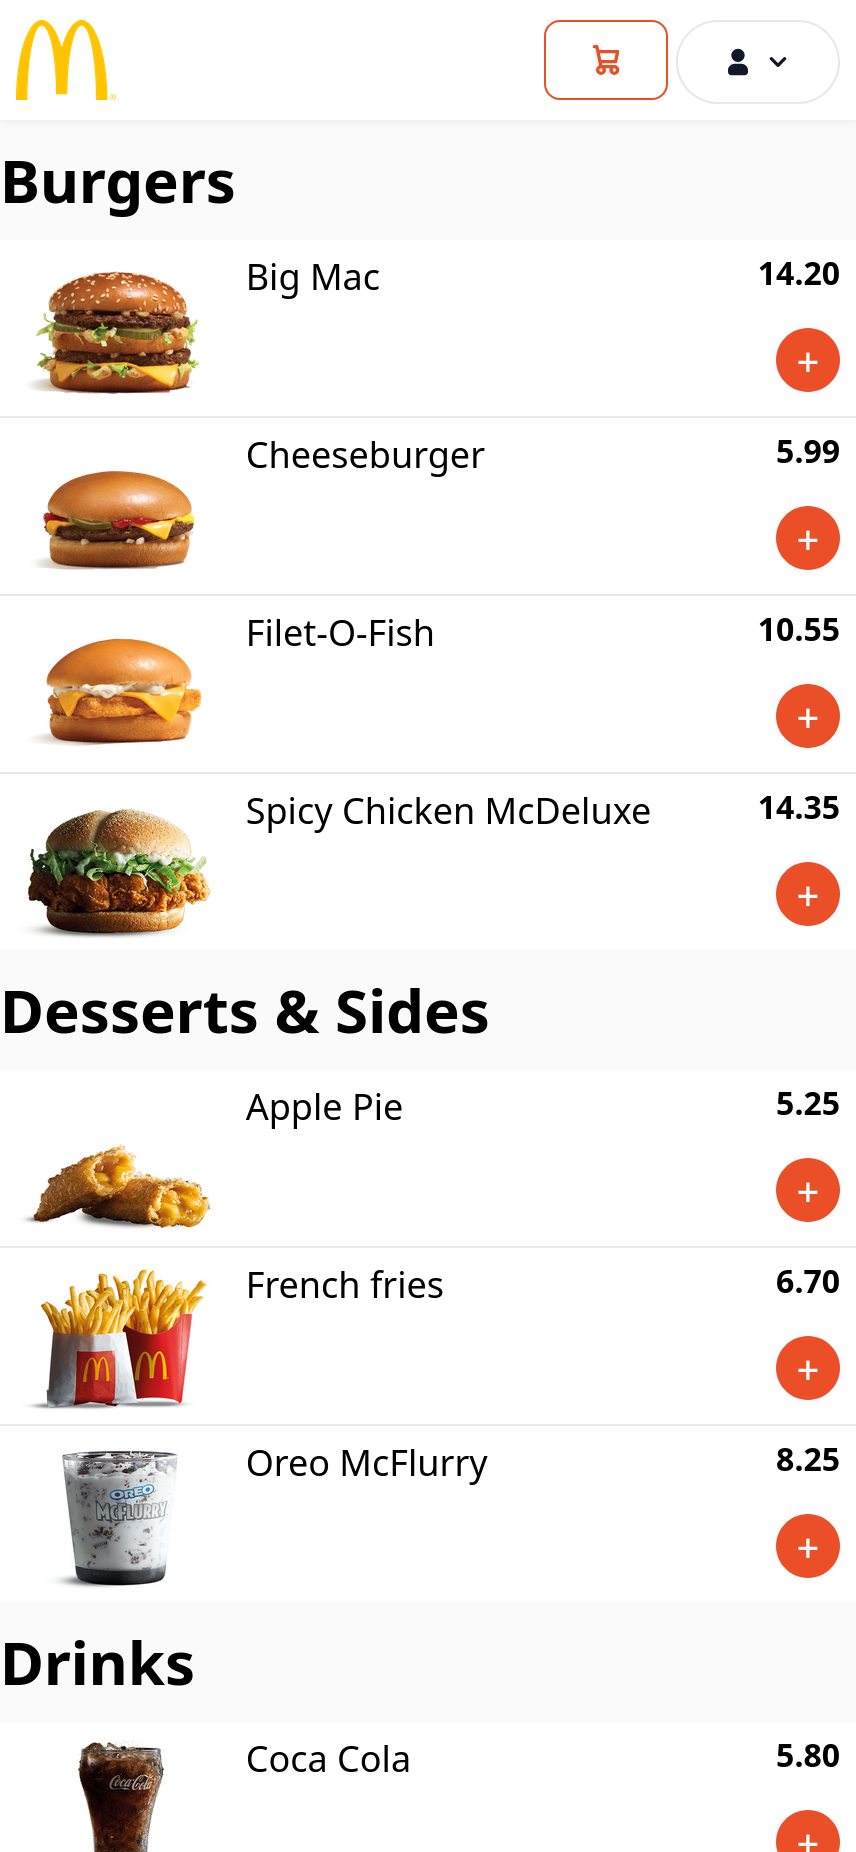 Burgers
Big Mac
14.20
+
Cheeseburger
5.99
+
Filet-O-Fish
10.55
+
Spicy Chicken McDeluxe
14.35
+
Desserts & Sides
Apple Pie
5.25
+
French fries
6.70
+
Oreo McFlurry
8.25
+
OREO
McFLURRY
Drinks
Coca Cola
5.80
+
Coca-Cola